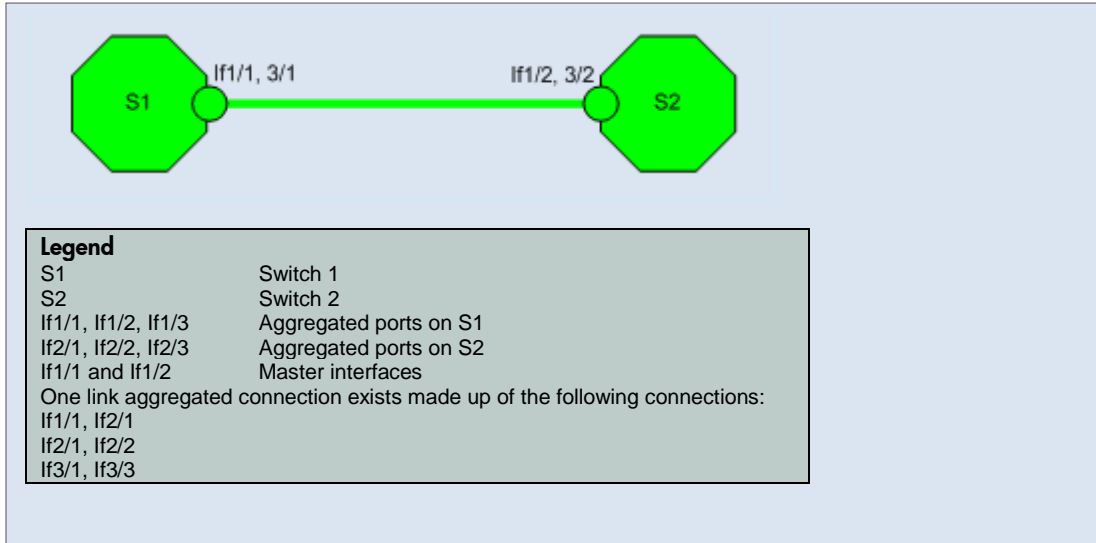 If1/1, 3/1
If1/2, 3/2
S1
S2
Legend
S1 Switch 1
S2 Switch 2
If1/1, If1/2, If1/3 Aggregated ports on S1
If2/1, If2/2, If2/3 Aggregated ports on S2
If1/1 and If1/2 Master interfaces
One link aggregated connection exists made up of the following connections:
If1/1, If2/1
If2/1, If2/2
If3/1, If3/3